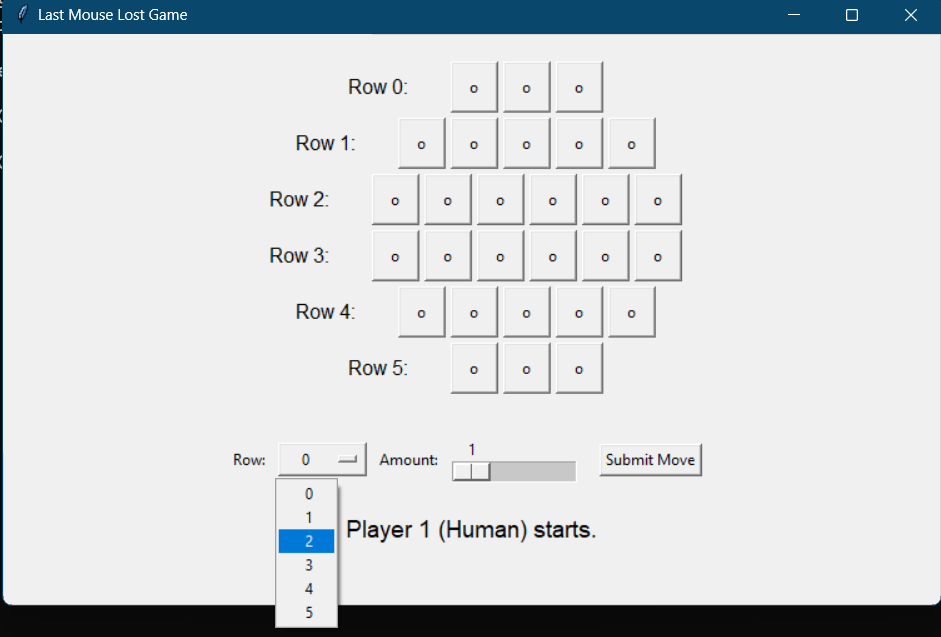 Last Mouse Lost Game
Row 0: o o o
Row 1: o o o o o
Row 2: o o o o o o
Row 3: o o o o o o
Row 4: o o o o o
Row 5: o o o
1
Row: 0 Amount: Submit Move
0
1
2
3
4
5
Player 1 (Human) starts.